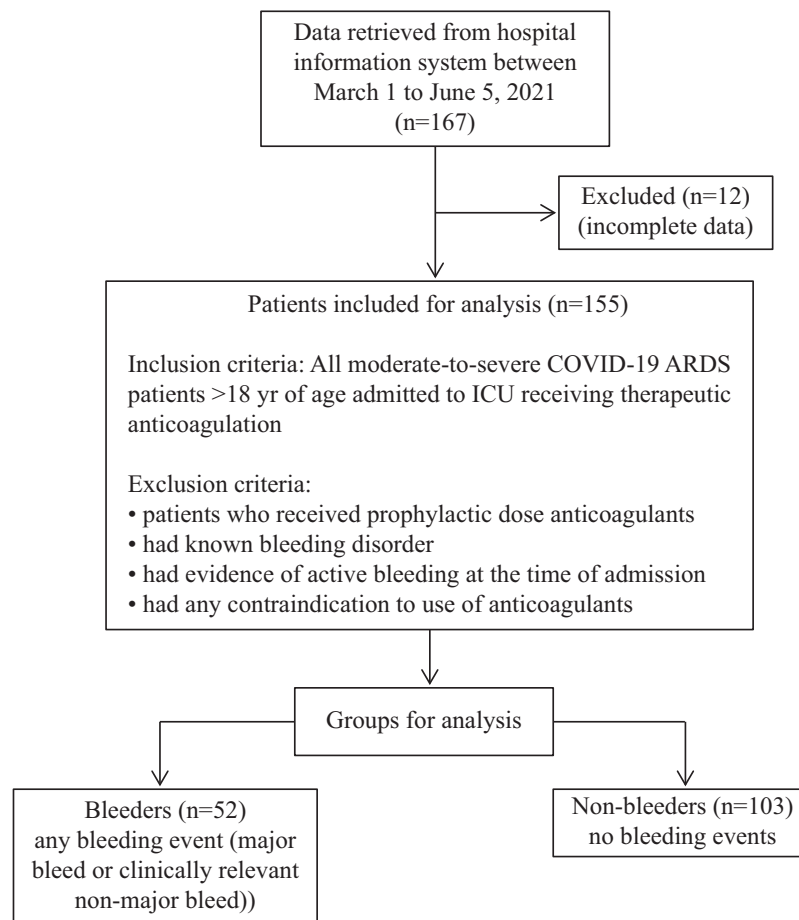 Data retrieved from hospital
information system between
March 1 to June 5, 2021
(n=167)
Excluded (n=12)
(incomplete data)
Patients included for analysis (n=155)
Inclusion criteria: All moderate-to-severe COVID-19 ARDS
patients >18 yr of age admitted to ICU receiving therapeutic
anticoagulation
Exclusion criteria:
• patients who received prophylactic dose anticoagulants
• had known bleeding disorder
• had evidence of active bleeding at the time of admission
• had any contraindication to use of anticoagulants
Groups for analysis
Bleeders (n=52)
any bleeding event (major
bleed or clinically relevant
non-major bleed))
Non-bleeders (n=103)
no bleeding events